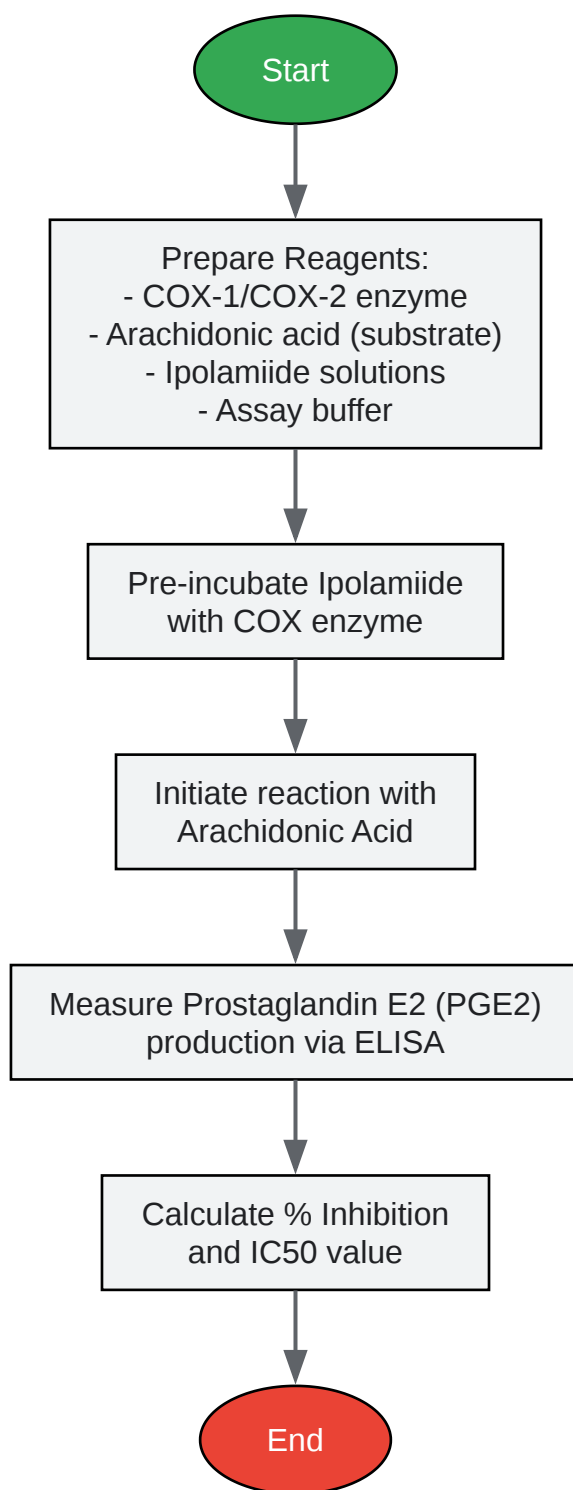 Start
Prepare Reagents:
- COX-1/COX-2 enzyme
- Arachidonic acid (substrate)
- Ipolamiide solutions
- Assay buffer
Pre-incubate Ipolamiide
with COX enzyme
Initiate reaction with
Arachidonic Acid
Measure Prostaglandin E2 (PGE2)
production via ELISA
Calculate % Inhibition
and IC50 value
End